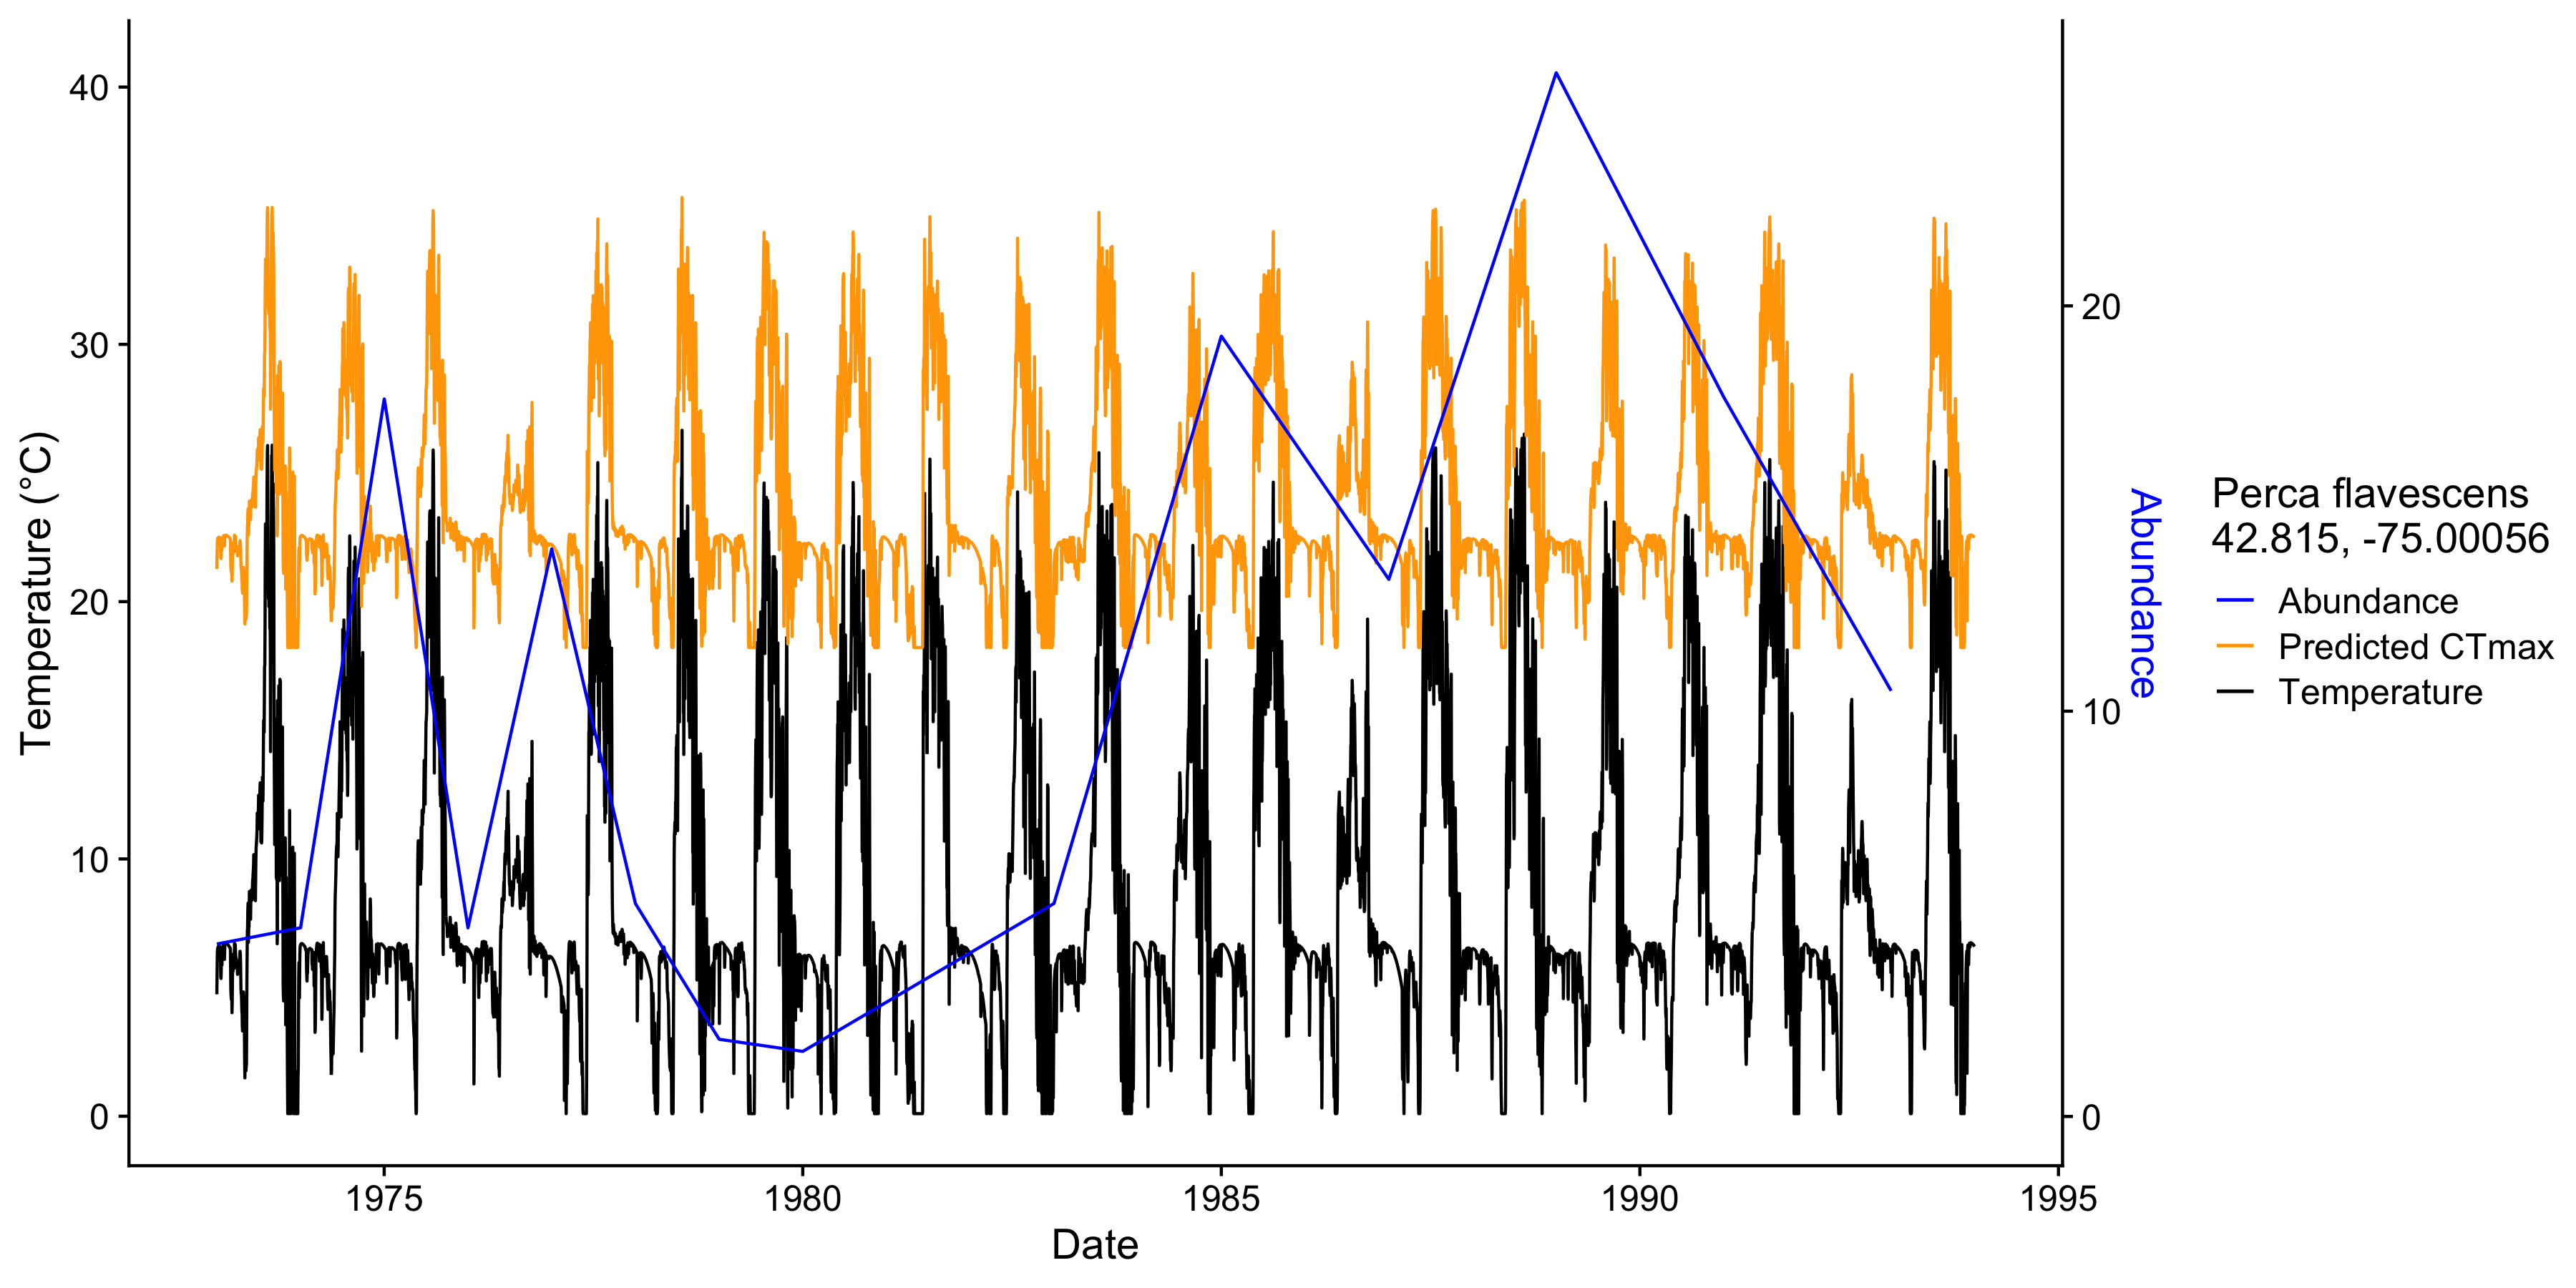 40
30
20
10
0
Temperature (°C)
1975
1980
1985
1990
1995
Date
20
10
0
Abundance
Perca flavescens
42.815, -75.00056
Abundance
Predicted CTmax
Temperature